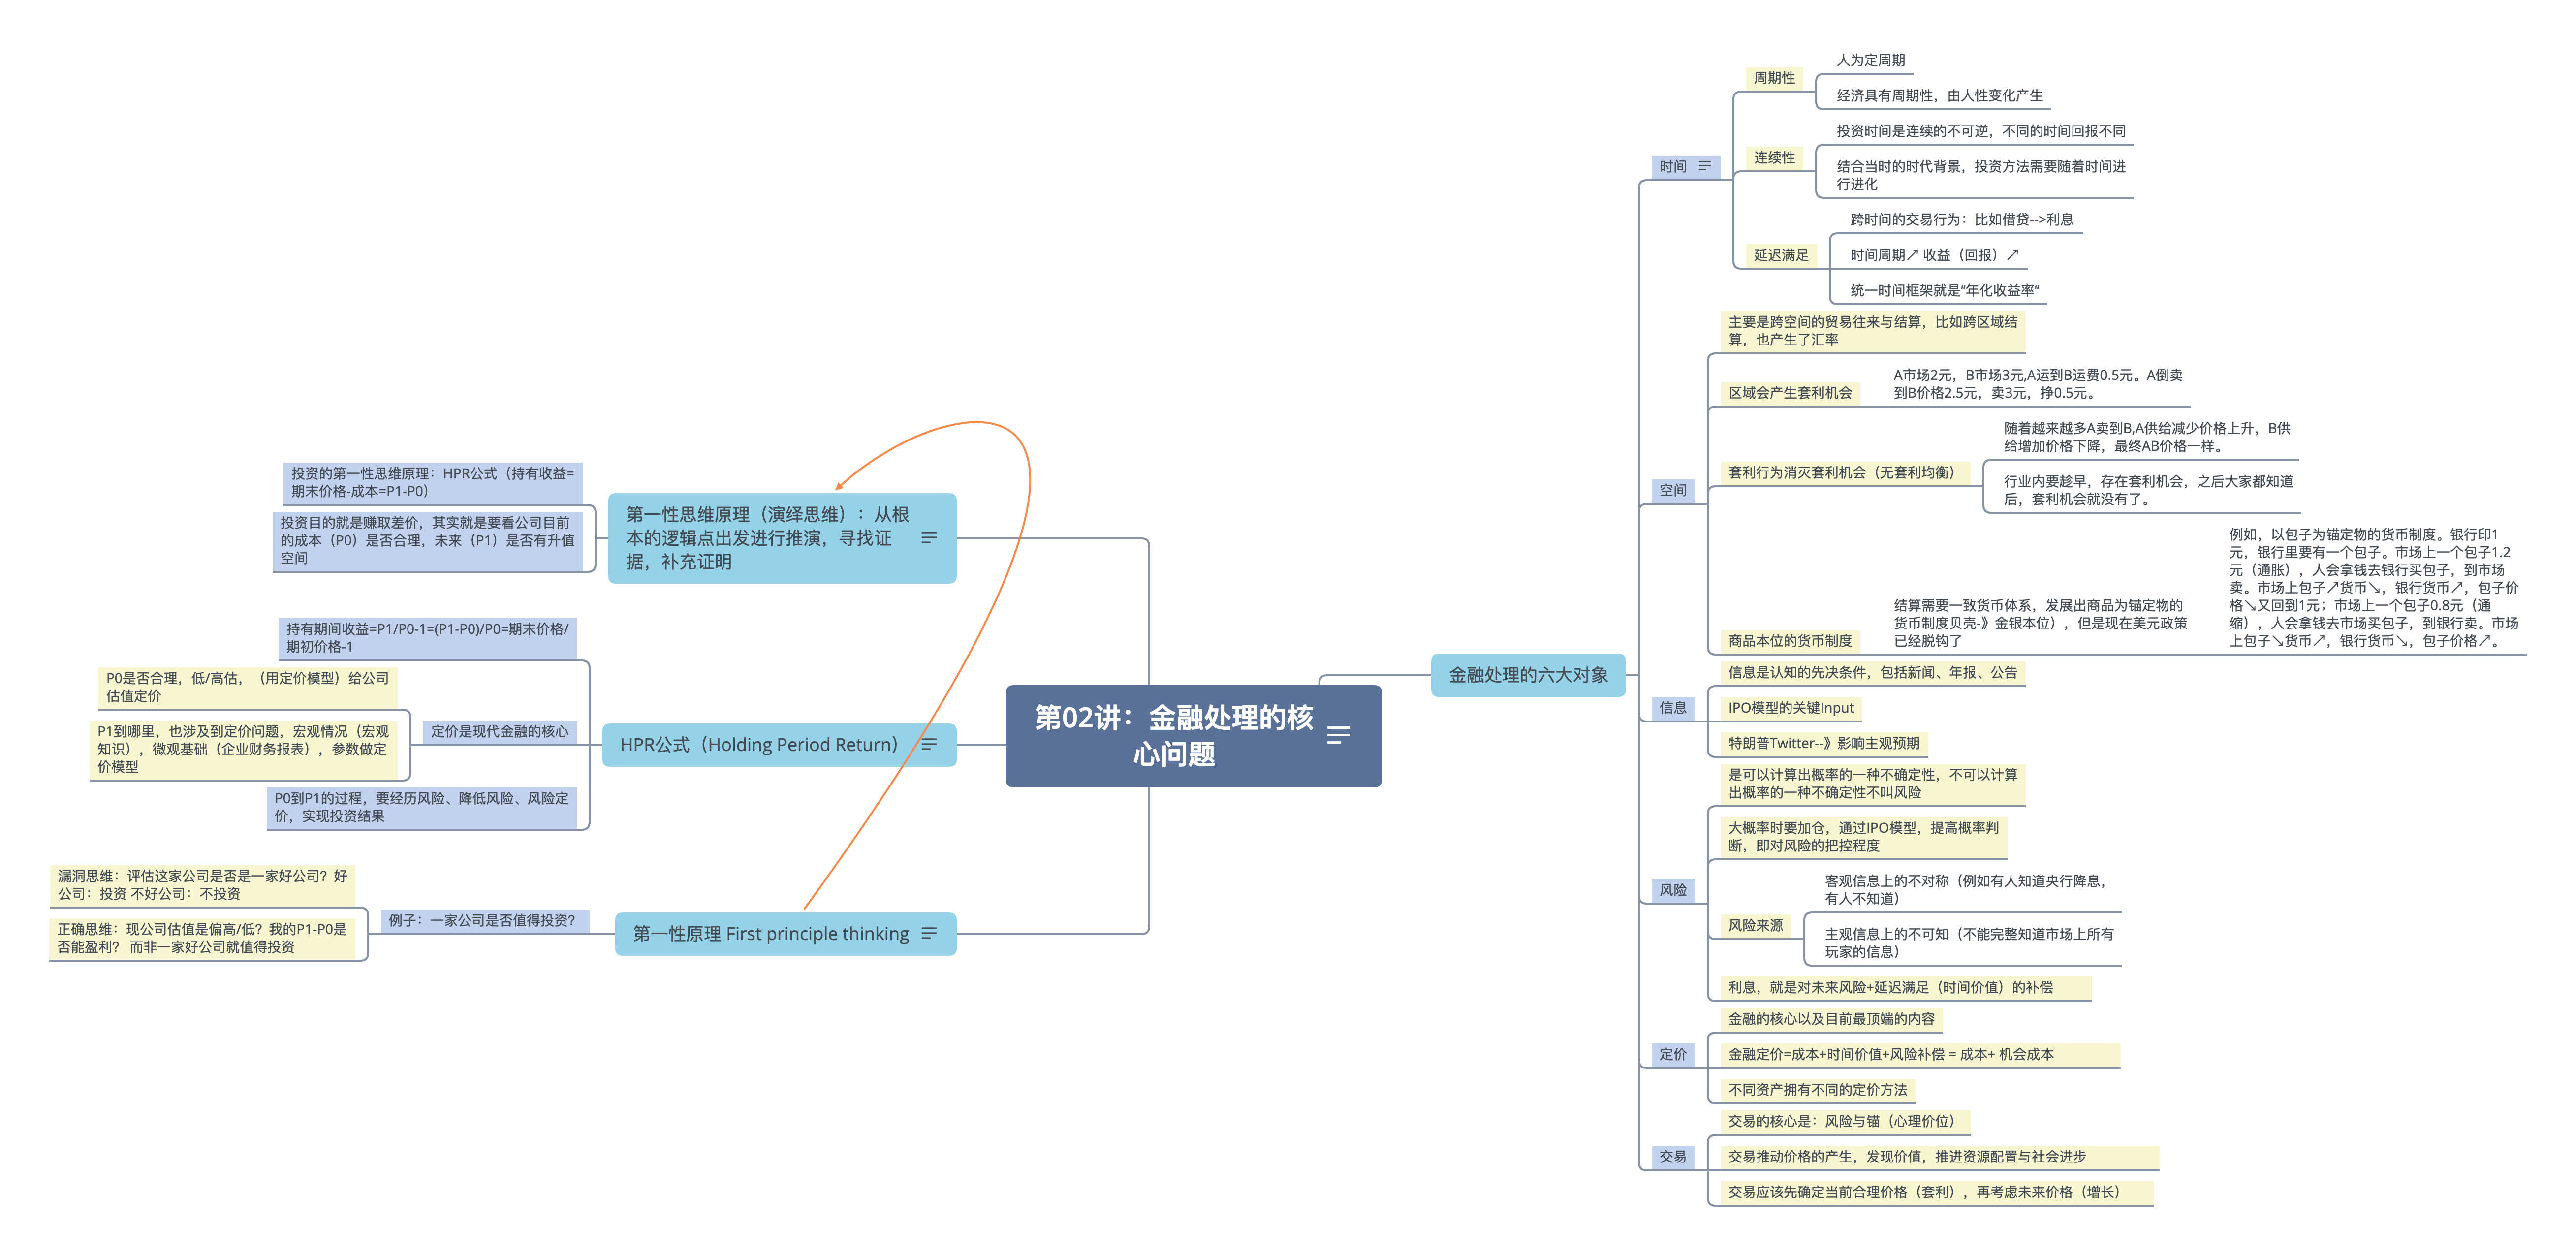 第02讲：金融处理的核
心问题
金融处理的六大对象
时间
周期性
人为定周期
经济具有周期性，由人性变化产生
连续性
投资时间是连续的不可逆，不同的时间回报不同
结合当时的时代背景，投资方法需要随着时间进
行进化
延迟满足
跨时间的交易行为：比如借贷-->利息
时间周期↗ 收益（回报）↗
统一时间框架就是“年化收益率“
空间
主要是跨空间的贸易往来与结算，比如跨区域结
算，也产生了汇率
区域会产生套利机会
A市场2元，B市场3元,A运到B运费0.5元。A倒卖
到B价格2.5元，卖3元，挣0.5元。
套利行为消灭套利机会（无套利均衡）
随着越来越多A卖到B,A供给减少价格上升，B供
给增加价格下降，最终AB价格一样。
行业内要趁早，存在套利机会，之后大家都知道
后，套利机会就没有了。
商品本位的货币制度
结算需要一致货币体系，发展出商品为锚定物的
货币制度贝壳-》金银本位），但是现在美元政策
已经脱钩了
例如，以包子为锚定物的货币制度。银行印1
元，银行里要有一个包子。市场上一个包子1.2
元（通胀），人会拿钱去银行买包子，到市场
卖。市场上包子↗货币↘，银行货币↗，包子价
格↘又回到1元；市场上一个包子0.8元（通
缩），人会拿钱去市场买包子，到银行卖。市场
上包子↘货币↗，银行货币↘，包子价格↗。
信息
信息是认知的先决条件，包括新闻、年报、公告
IPO模型的关键Input
特朗普Twitter--》影响主观预期
风险
是可以计算出概率的一种不确定性，不可以计算
出概率的一种不确定性不叫风险
大概率时要加仓，通过IPO模型，提高概率判
断，即对风险的把控程度
风险来源
客观信息上的不对称（例如有人知道央行降息，
有人不知道）
主观信息上的不可知（不能完整知道市场上所有
玩家的信息）
利息，就是对未来风险+延迟满足（时间价值）的补偿
定价
金融的核心以及目前最顶端的内容
金融定价=成本+时间价值+风险补偿 = 成本+ 机会成本
不同资产拥有不同的定价方法
交易
交易的核心是：风险与锚（心理价位）
交易推动价格的产生，发现价值，推进资源配置与社会进步
交易应该先确定当前合理价格（套利），再考虑未来价格（增长）
第一性思维原理（演绎思维）：从根
本的逻辑点出发进行推演，寻找证
据，补充证明
投资的第一性思维原理：HPR公式（持有收益=
期末价格-成本=P1-P0）
投资目的就是赚取差价，其实就是要看公司目前
的成本（P0）是否合理，未来（P1）是否有升值
空间
HPR公式（Holding Period Return）
持有期间收益=P1/P0-1=(P1-P0)/P0=期末价格/
期初价格-1
定价是现代金融的核心
P0是否合理，低/高估，（用定价模型）给公司
估值定价
P1到哪里，也涉及到定价问题，宏观情况（宏观
知识），微观基础（企业财务报表），参数做定
价模型
P0到P1的过程，要经历风险、降低风险、风险定
价，实现投资结果
第一性原理 First principle thinking
例子：一家公司是否值得投资？
漏洞思维：评估这家公司是否是一家好公司？好
公司：投资 不好公司：不投资
正确思维：现公司估值是偏高/低？我的P1-P0是
否能盈利？ 而非一家好公司就值得投资